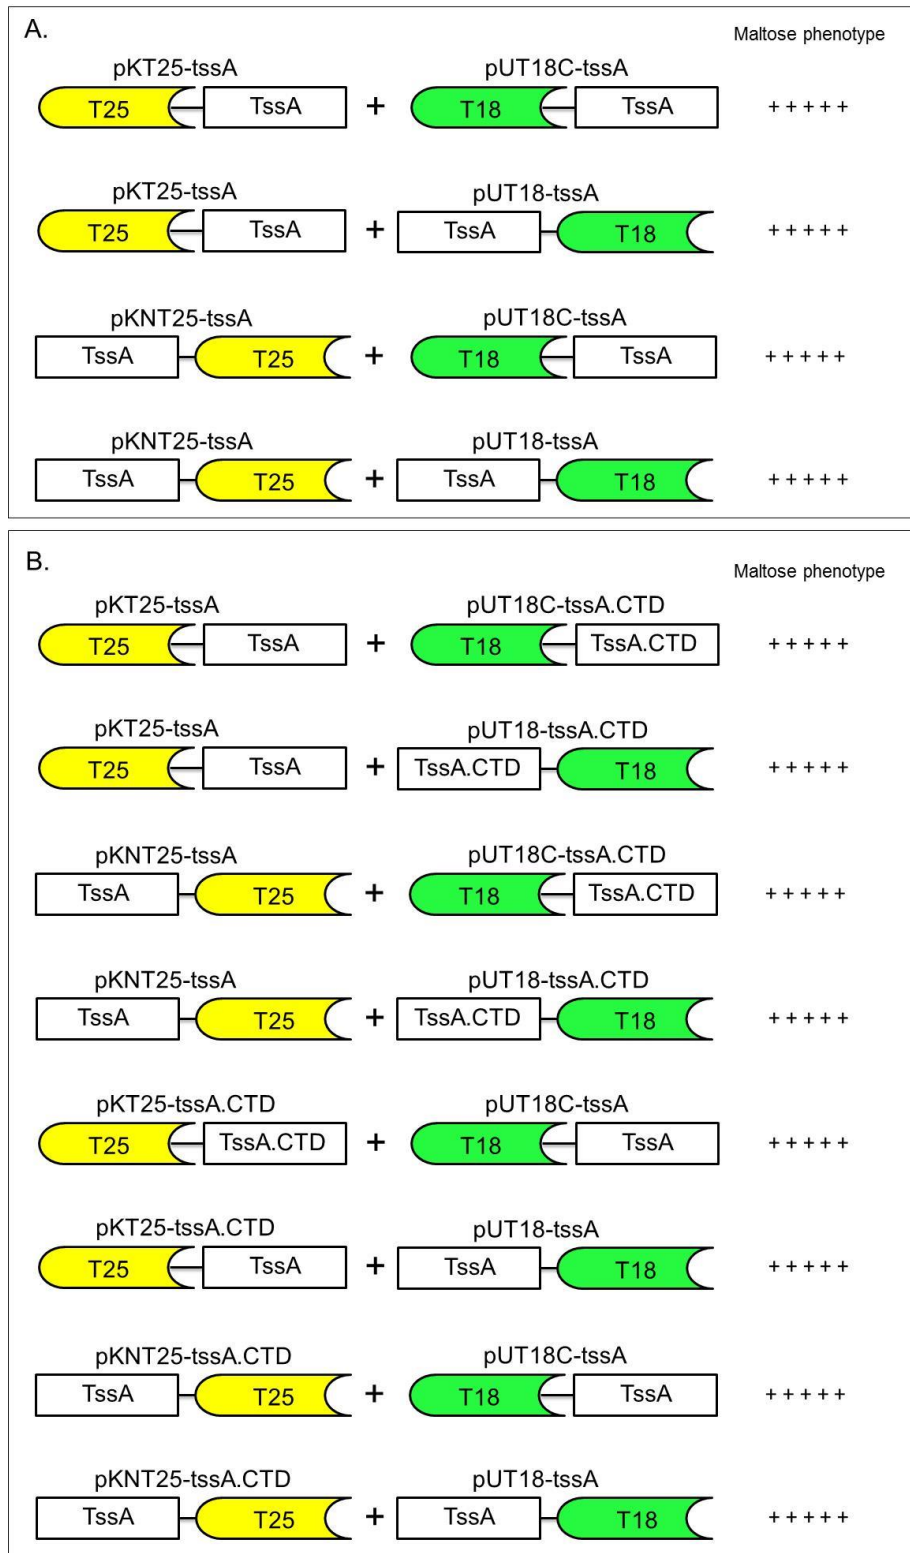 A.
Maltose phenotype
pKT25-tssA pUT18C-tssA
T25 TssA + T18 TssA + + + + +
pKT25-tssA pUT18-tssA
T25 TssA + TssA T18 + + + + +
pKNT25-tssA pUT18C-tssA
TssA T25 + T18 TssA + + + + +
pKNT25-tssA pUT18-tssA
TssA T25 + TssA T18 + + + + +
B.
Maltose phenotype
pKT25-tssA pUT18C-tssA.CTD
T25 TssA + T18 TssA.CTD + + + + +
pKT25-tssA pUT18-tssA.CTD
T25 TssA + TssA.CTD T18 + + + + +
pKNT25-tssA pUT18C-tssA.CTD
TssA T25 + T18 TssA.CTD + + + + +
pKNT25-tssA pUT18-tssA.CTD
TssA T25 + TssA.CTD T18 + + + + +
pKT25-tssA.CTD pUT18C-tssA
T25 TssA.CTD + T18 TssA + + + + +
pKT25-tssA.CTD pUT18-tssA
T25 TssA + TssA T18 + + + + +
pKNT25-tssA.CTD pUT18C-tssA
TssA T25 + T18 TssA + + + + +
pKNT25-tssA.CTD pUT18-tssA
TssA T25 + TssA T18 + + + + +